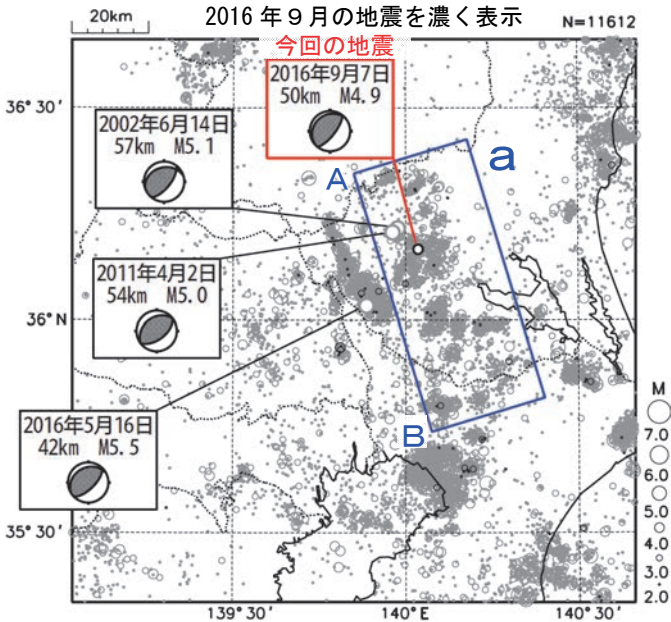 20km
2016年９月の地震を濃く表示
N=11612
今回の地震
2016年9月7日
50km M4.9
2002年6月14日
57km M5.1
2011年4月2日
54km M5.0
2016年5月16日
42km M5.5
A
a
B
36°30′
36°N
35°30′
139°30′
140°E
140°30′
M
7.0
6.0
5.0
4.0
3.0
2.0